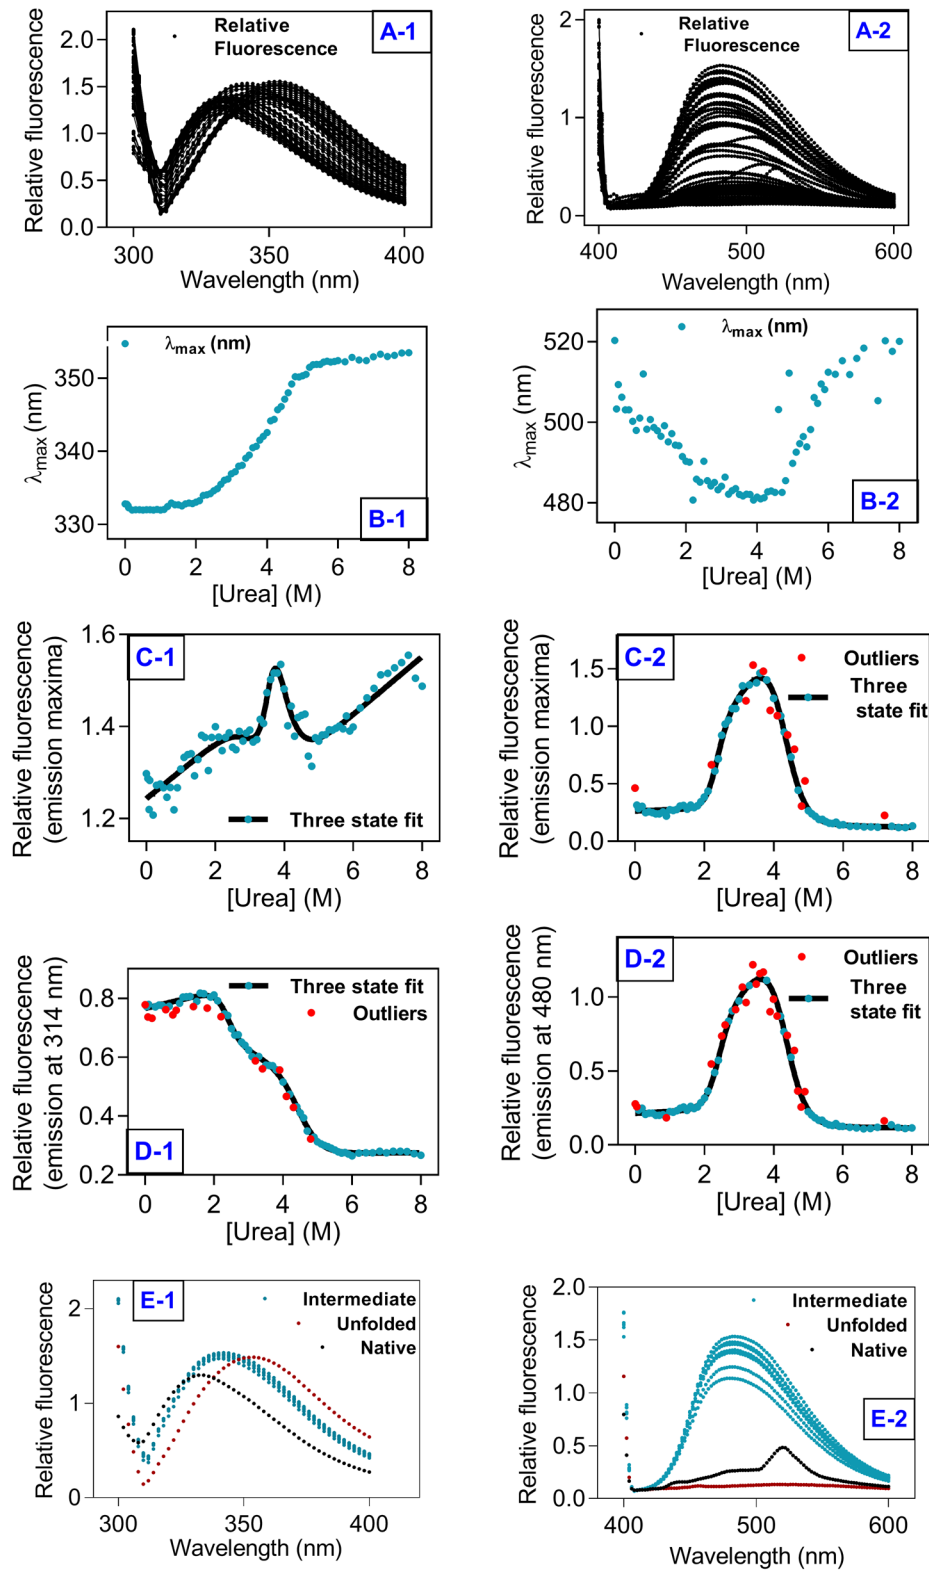 Relative fluorescence
2.0
1.5
1.0
0.5
0.0
Relative
Fluorescence
A-1
300
350
400
Wavelength (nm)
Relative fluorescence
2
1
0
Relative
Fluorescence
A-2
400
500
600
Wavelength (nm)
λmax (nm)
350
340
330
λmax (nm)
B-1
0
2
4
6
8
[Urea] (M)
λmax (nm)
520
500
480
λmax (nm)
B-2
0
2
4
6
8
[Urea] (M)
Relative fluorescence
(emission maxima)
1.6
1.4
1.2
C-1
Three state fit
0
2
4
6
8
[Urea] (M)
Relative fluorescence
(emission maxima)
1.5
1.0
0.5
0.0
C-2
Outliers
Three
state fit
0
2
4
6
8
[Urea] (M)
Relative fluorescence
(emission at 314 nm)
0.8
0.6
0.4
0.2
Three state fit
Outliers
D-1
0
2
4
6
8
[Urea] (M)
Relative fluorescence
(emission at 480 nm)
1.0
0.5
0.0
D-2
Outliers
Three
state fit
0
2
4
6
8
[Urea] (M)
Relative fluorescence
2
1
0
E-1
Intermediate
Unfolded
Native
300
350
400
Wavelength (nm)
Relative fluorescence
2.0
1.5
1.0
0.5
0.0
Intermediate
Unfolded
Native
E-2
400
500
600
Wavelength (nm)